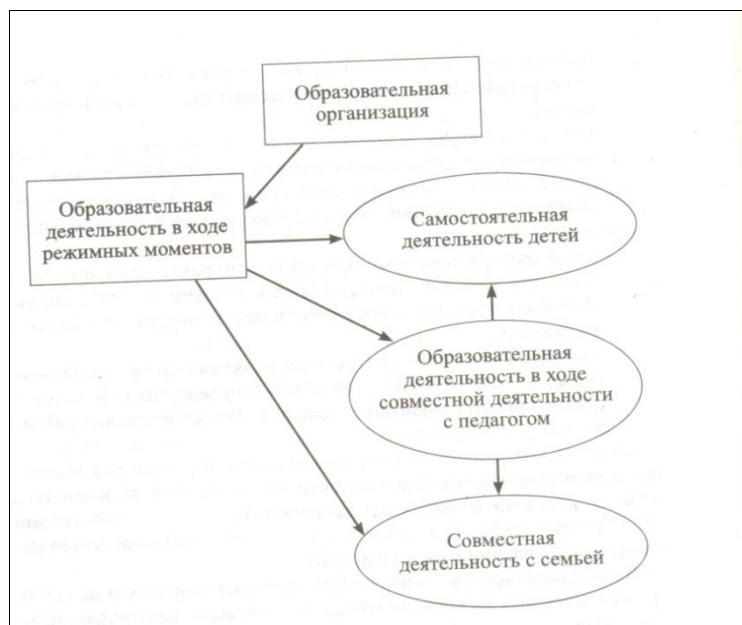 Образовательная
организация
Образовательная
деятельность в ходе
режимных моментов
Самостоятельная
деятельность детей
Образовательная
деятельность в ходе
совместной деятельности
с педагогом
Совместная
деятельность с семьей